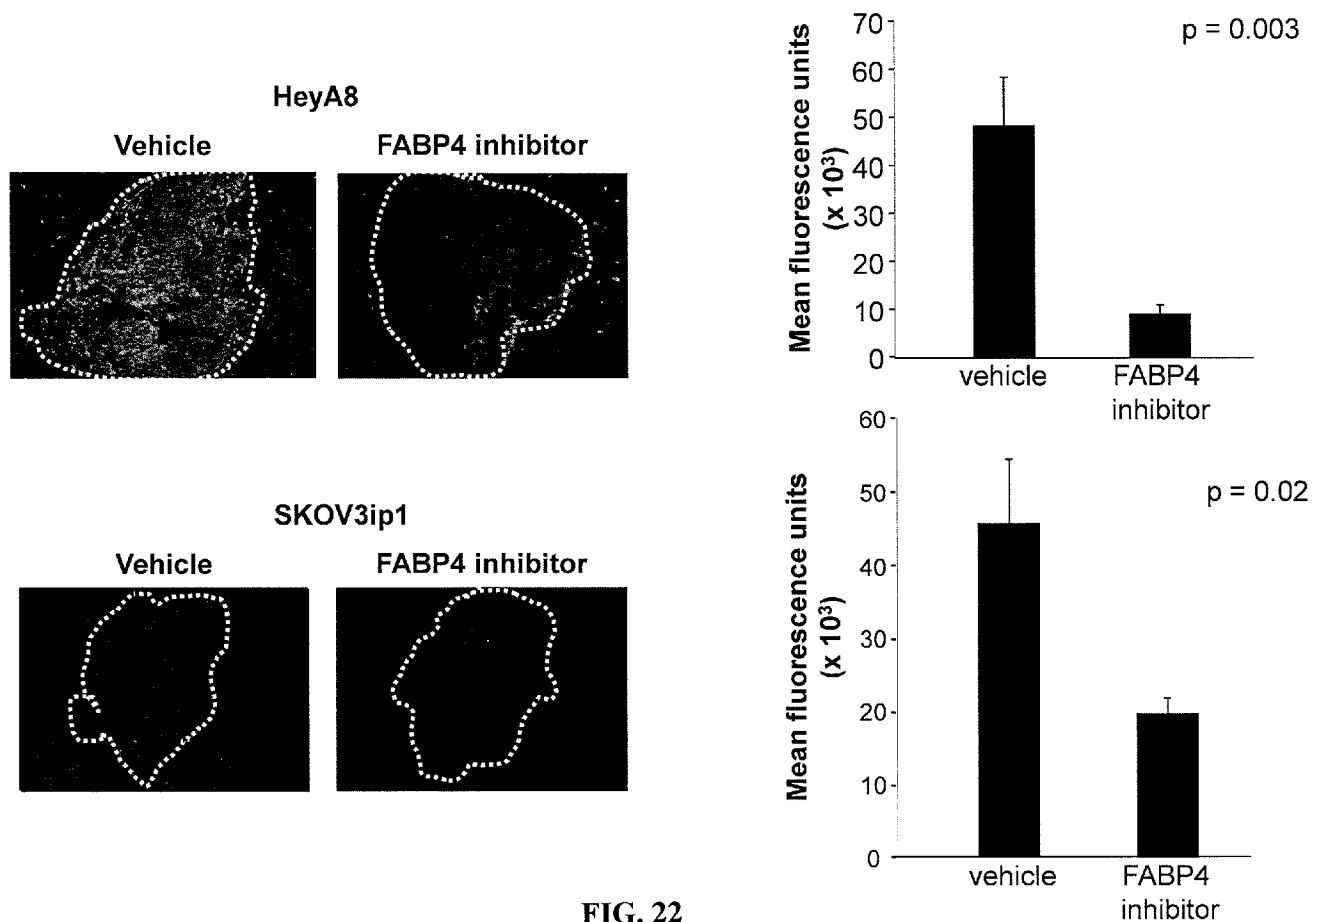 HeyA8
Vehicle
FABP4 inhibitor
Mean fluorescence units
(x 10³)
70
60
50
40
30
20
10
0
p = 0.003
vehicle
FABP4
inhibitor
SKOV3ip1
Vehicle
FABP4 inhibitor
Mean fluorescence units
(x 10³)
60
50
40
30
20
10
0
p = 0.02
vehicle
FABP4
inhibitor
FIG. 22